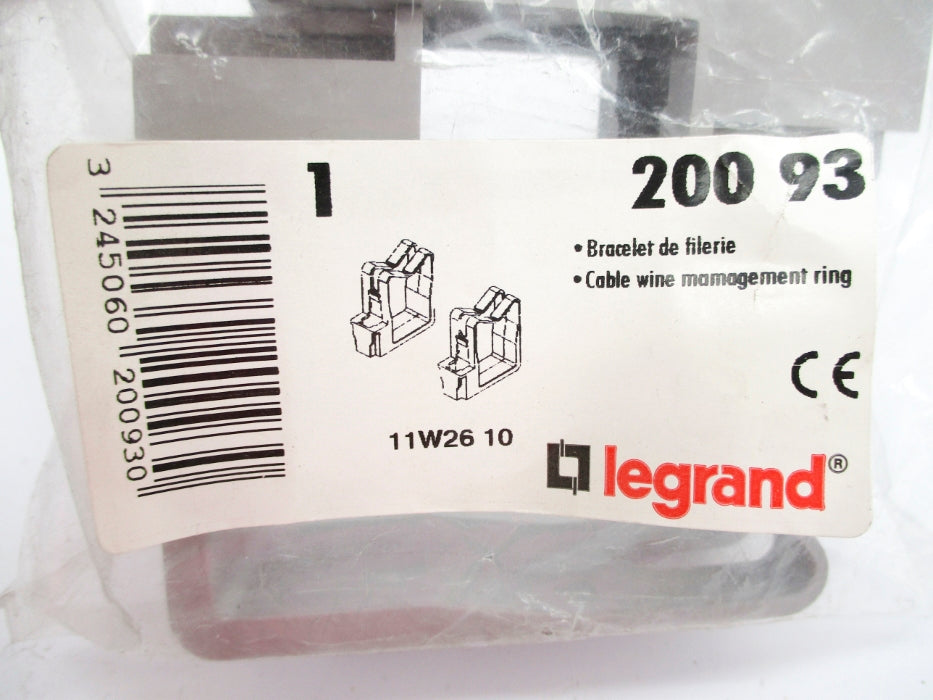 1
200 93
• Bracelet de filerie
• Cable wine mamagement ring
CE
11W26 10
legrand®
3 245060 200930